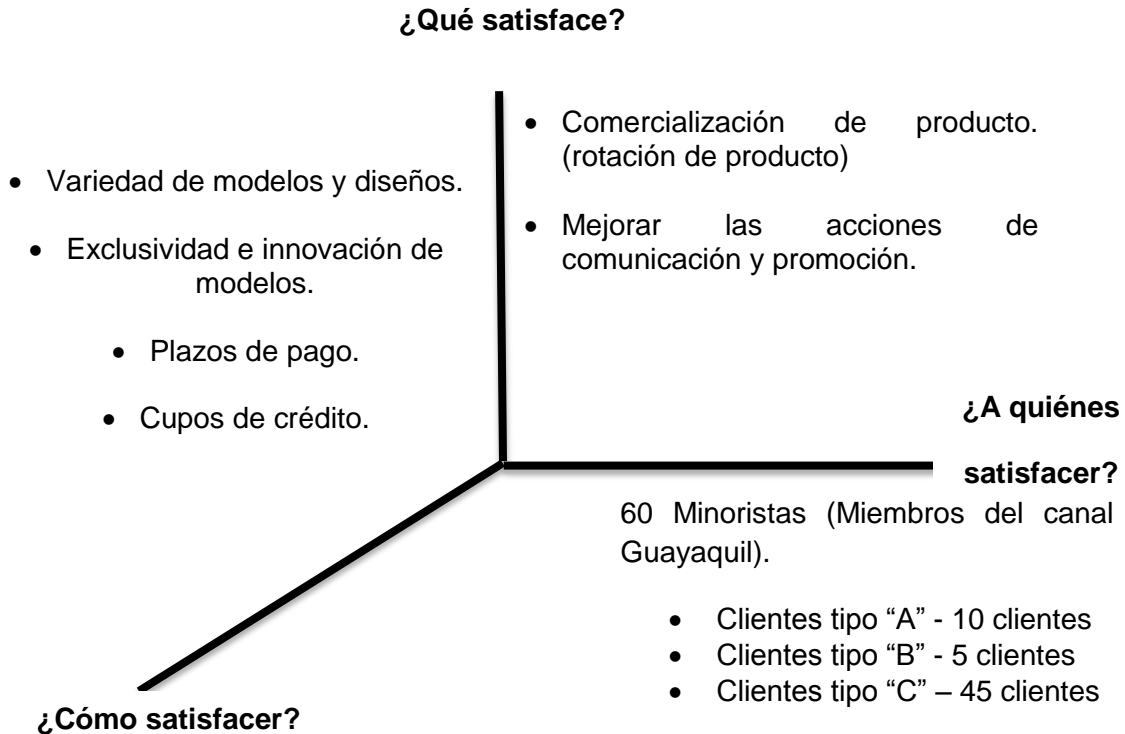 ¿Qué satisface?
• Variedad de modelos y diseños.
• Exclusividad e innovación de
modelos.
• Plazos de pago.
• Cupos de crédito.
• Comercialización de producto.
(rotación de producto)
• Mejorar las acciones de
comunicación y promoción.
¿A quiénes
satisfacer?
60 Minoristas (Miembros del canal
Guayaquil).
• Clientes tipo “A” - 10 clientes
• Clientes tipo “B” - 5 clientes
• Clientes tipo “C” – 45 clientes
¿Cómo satisfacer?